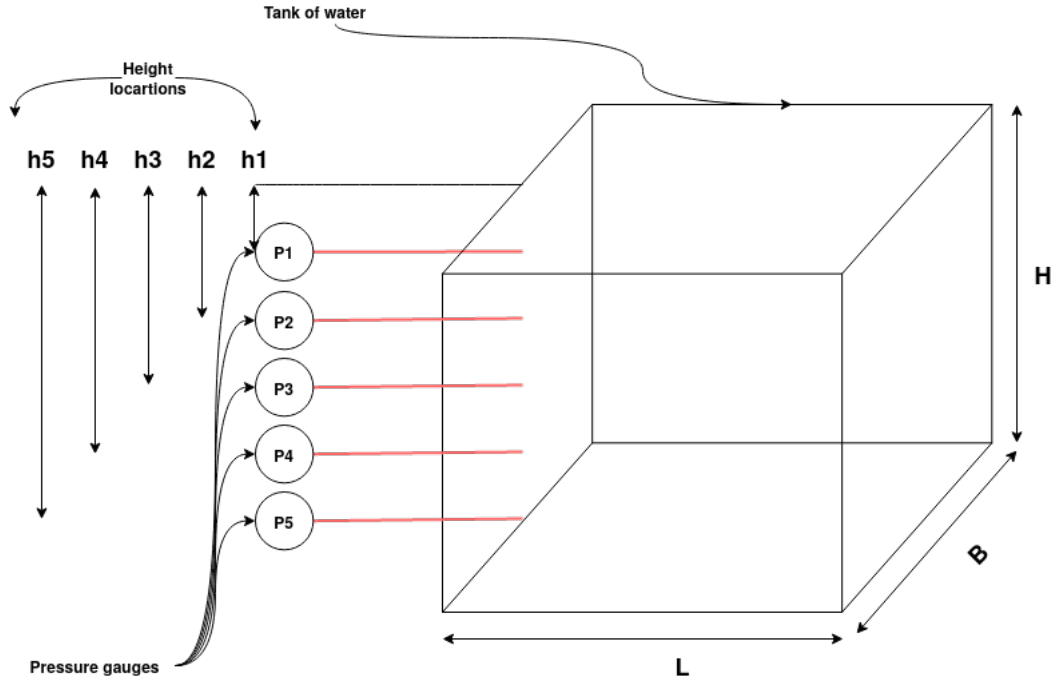 Tank of water
Height
locartions
h5 h4 h3 h2 h1
P1
P2
P3
P4
P5
H
B
L
Pressure gauges